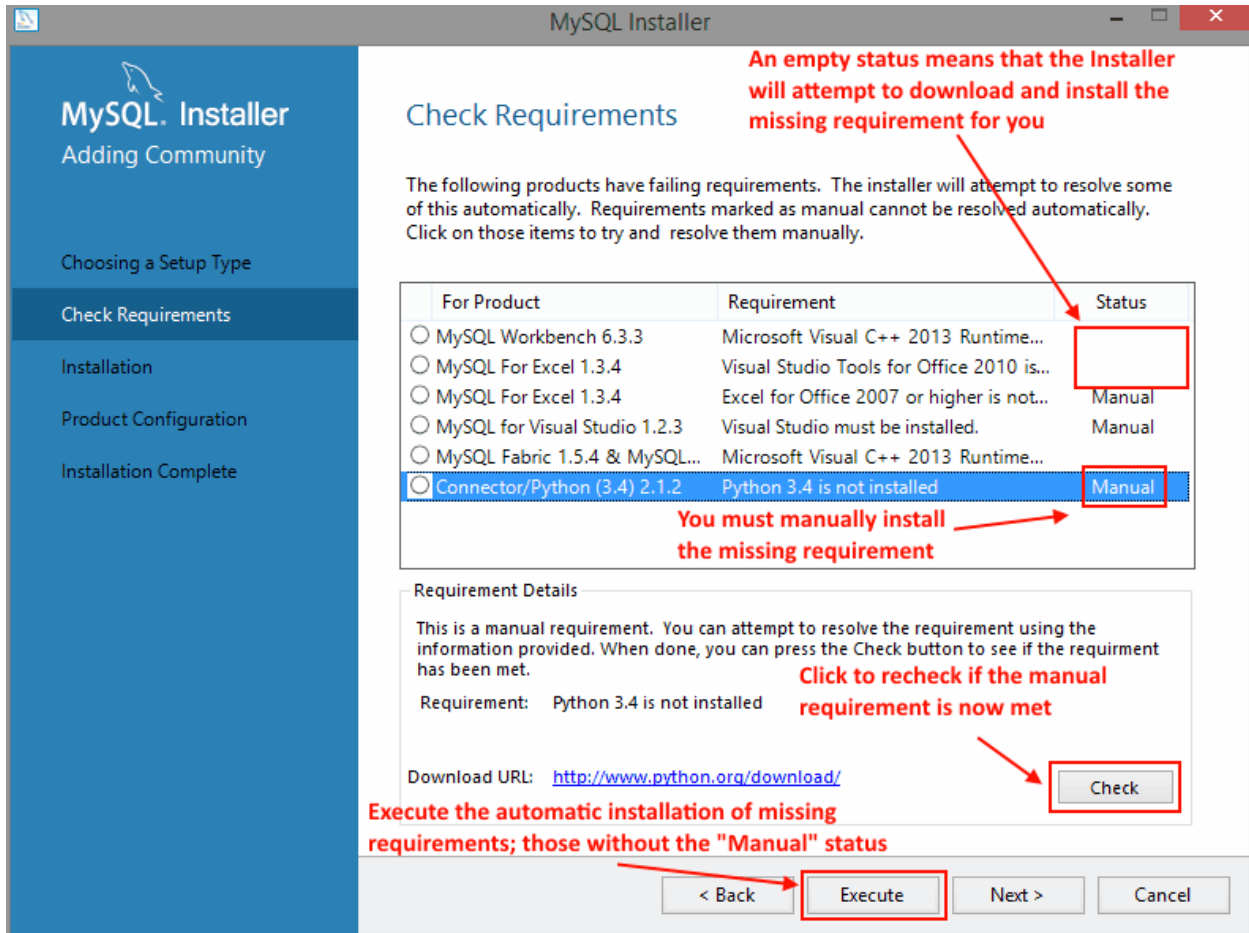 MySQL Installer
An empty status means that the Installer
will attempt to download and install the
missing requirement for you
MySQL. Installer
Adding Community
Choosing a Setup Type
Check Requirements
Installation
Product Configuration
Installation Complete
Check Requirements
The following products have failing requirements. The installer will attempt to resolve some
of this automatically. Requirements marked as manual cannot be resolved automatically.
Click on those items to try and resolve them manually.
For Product Requirement Status
MySQL Workbench 6.3.3 Microsoft Visual C++ 2013 Runtime...
MySQL For Excel 1.3.4 Visual Studio Tools for Office 2010 is...
MySQL For Excel 1.3.4 Excel for Office 2007 or higher is not... Manual
MySQL for Visual Studio 1.2.3 Visual Studio must be installed. Manual
MySQL Fabric 1.5.4 & MySQL... Microsoft Visual C++ 2013 Runtime...
Connector/Python (3.4) 2.1.2 Python 3.4 is not installed Manual
You must manually install
the missing requirement
Requirement Details
This is a manual requirement. You can attempt to resolve the requirement using the
information provided. When done, you can press the Check button to see if the requirment
has been met.
Click to recheck if the manual
requirement is now met
Requirement: Python 3.4 is not installed
Download URL: http://www.python.org/download/
Check
Execute the automatic installation of missing
requirements; those without the "Manual" status
< Back Execute Next > Cancel